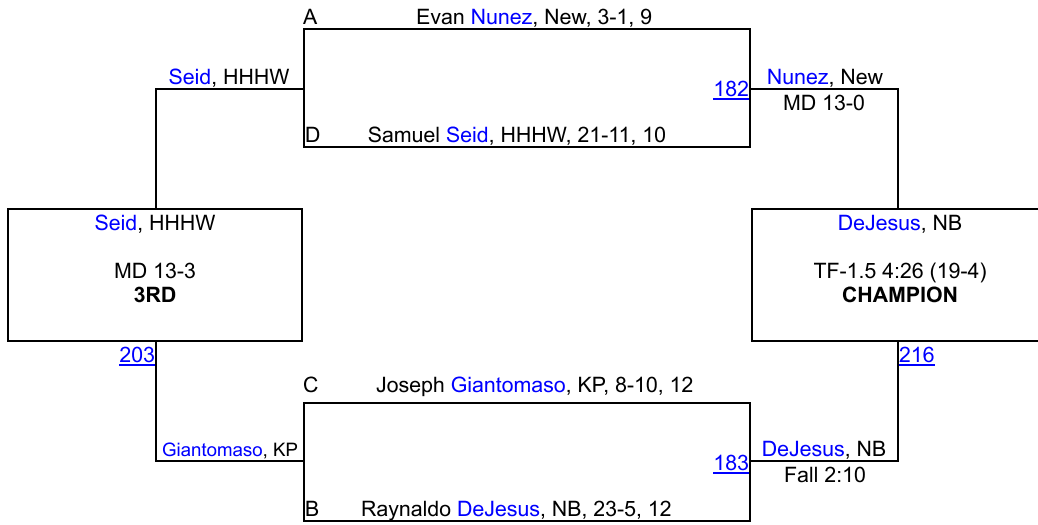 A Evan Nunez, New, 3-1, 9
Seid, HHHW
182
Nunez, New
MD 13-0
D Samuel Seid, HHHW, 21-11, 10
Seid, HHHW
MD 13-3
3RD
DeJesus, NB
TF-1.5 4:26 (19-4)
CHAMPION
203
216
C Joseph Giantomaso, KP, 8-10, 12
Giantomaso, KP
183
DeJesus, NB
Fall 2:10
B Raynaldo DeJesus, NB, 23-5, 12